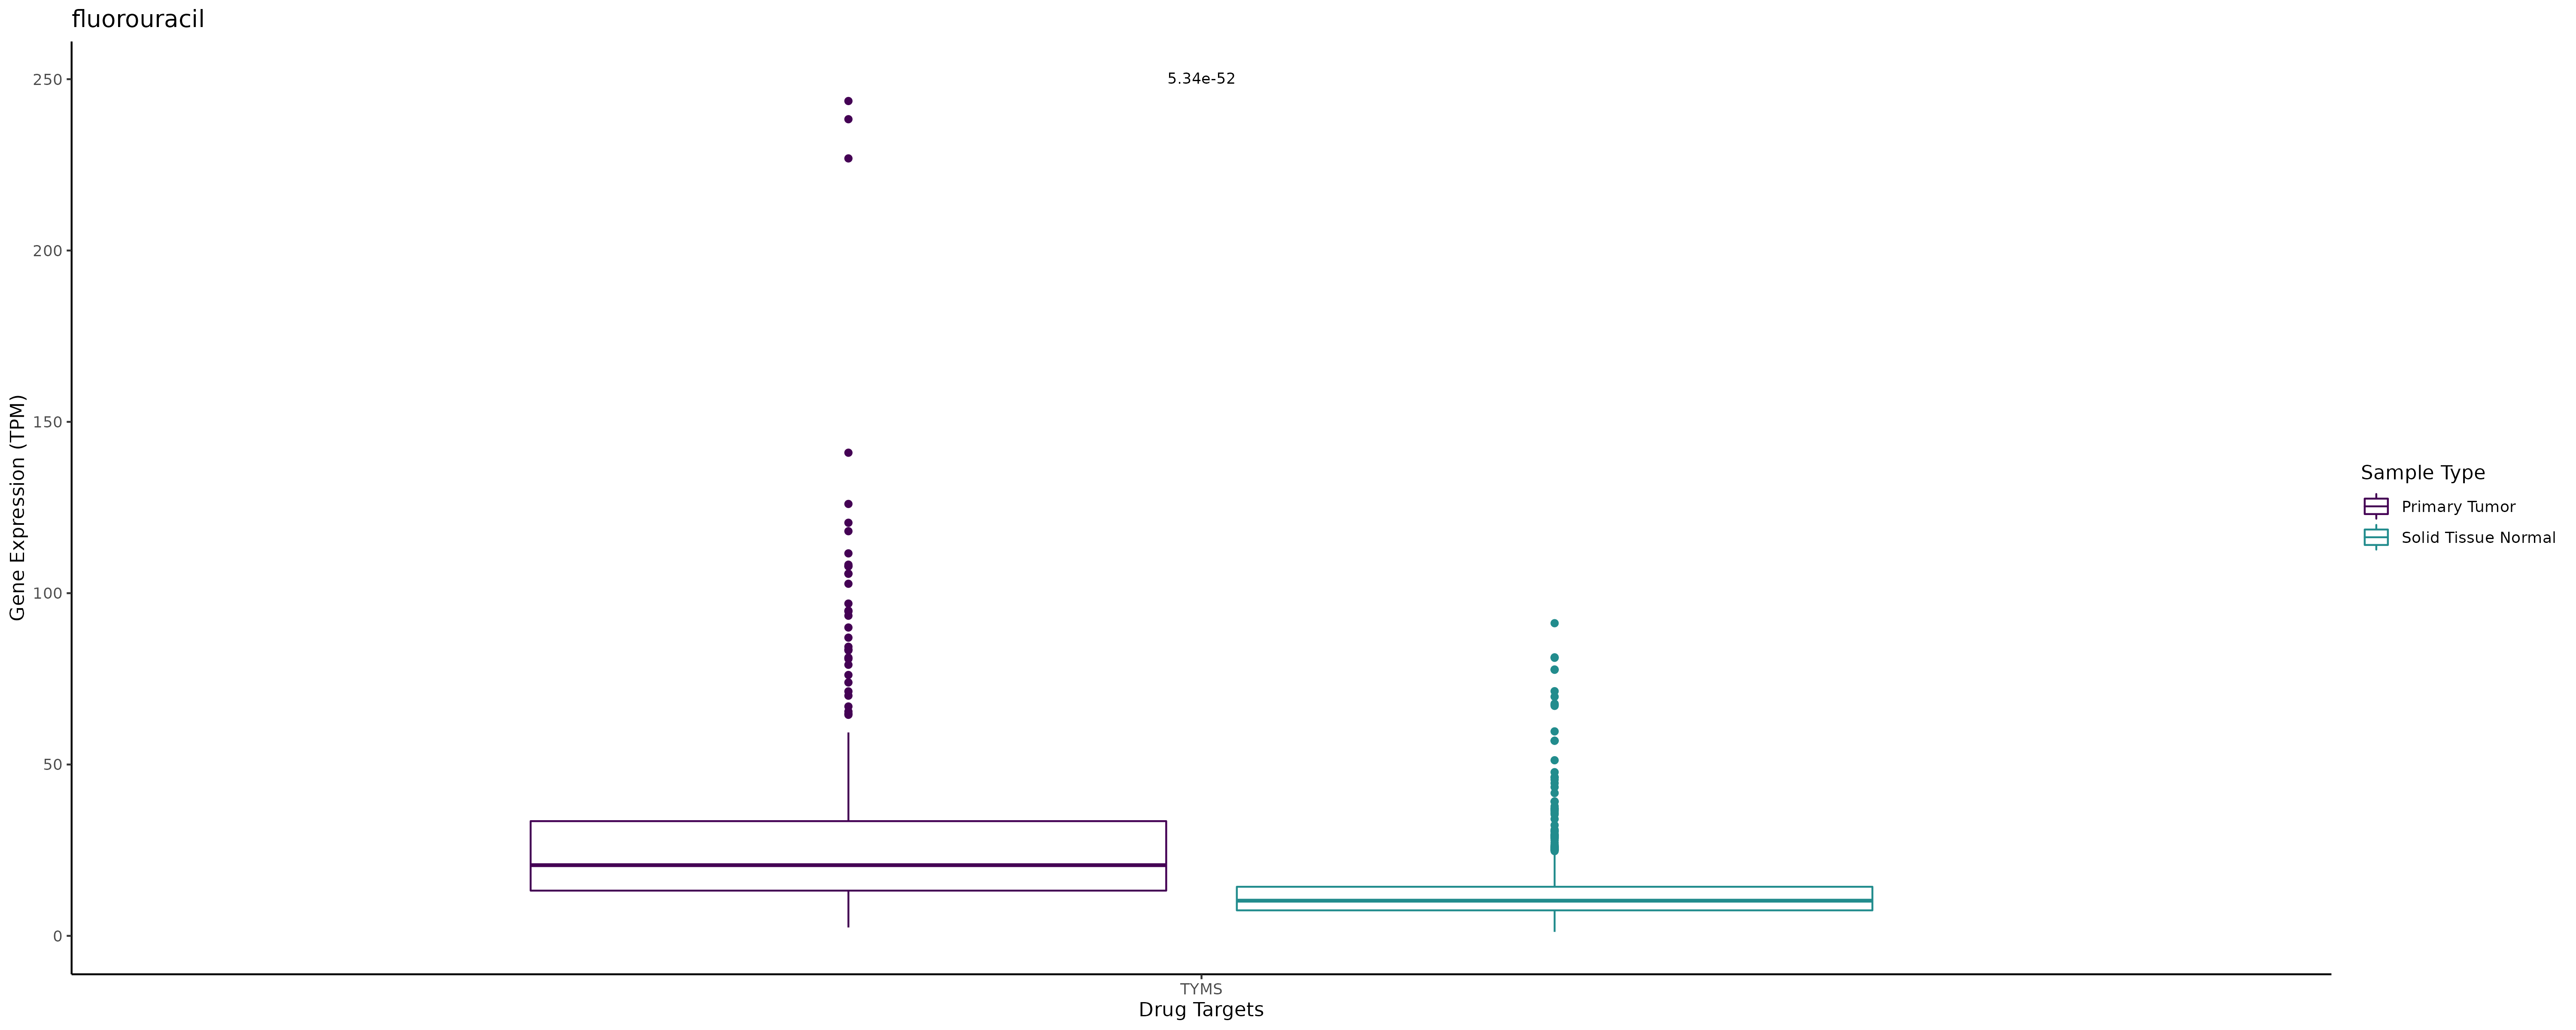 fluorouracil
5.34e-52
250
200
150
100
50
0
Gene Expression (TPM)
TYMS
Drug Targets
Sample Type
Primary Tumor
Solid Tissue Normal